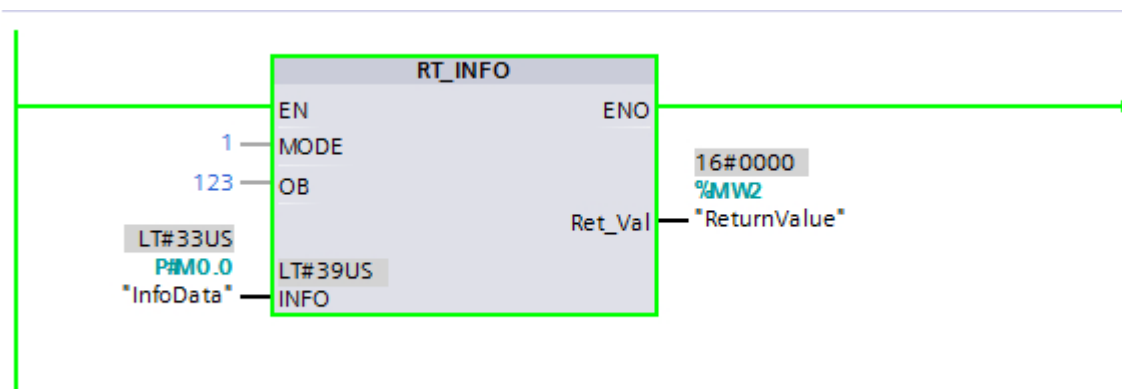 RT_INFO
EN ENO
1 MODE
123 OB
16#0000
%MW2
Ret_Val "ReturnValue"
LT#33US
P#M0.0 LT#39US
"InfoData" INFO